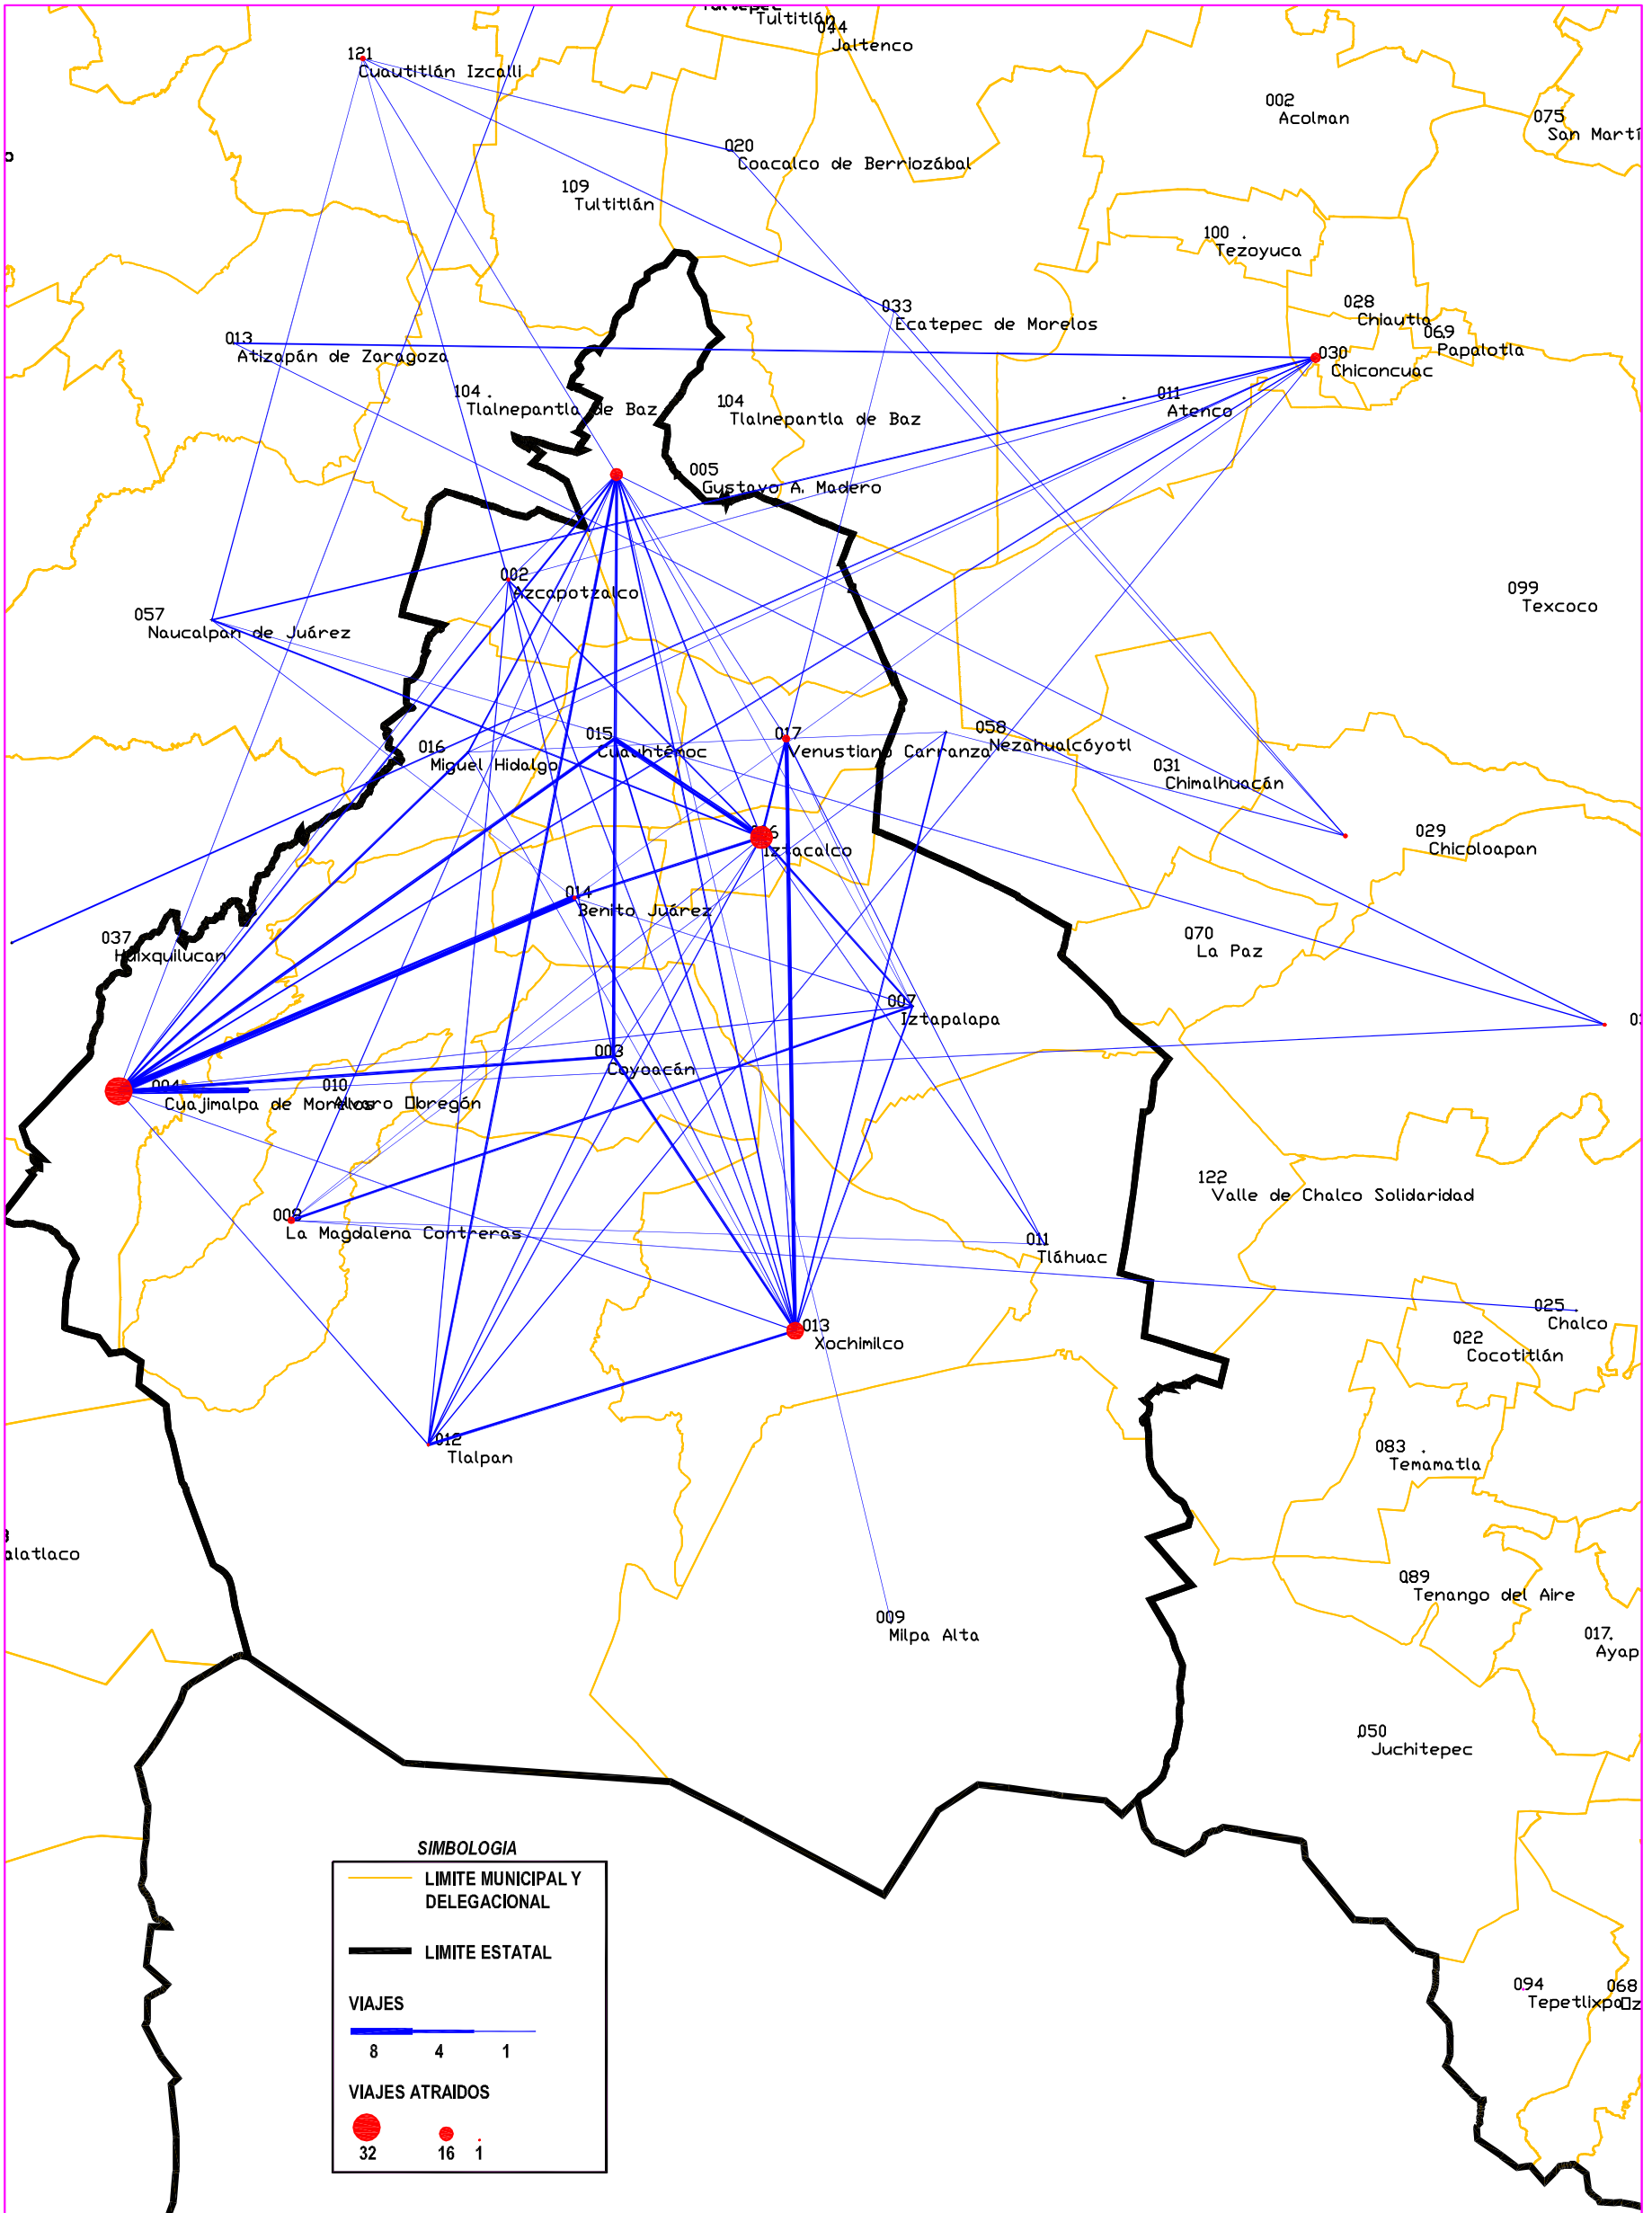 Tultepec
Tultitlán
044
Jaltenco
121
Cuautitlán Izcalli
002
Acolman
075
San Martí
020
Coacalco de Berriozábal
109
Tultitlán
100
Tezoyuca
028
Chiautla
069
Papalotla
033
Ecatepec de Morelos
013
Atizapán de Zaragoza
030
Chiconcuac
104
Tlalnepantla de Baz
104
Tlalnepantla de Baz
011
Atenco
005
Gustavo A. Madero
002
Azcapotzalco
099
Texcoco
057
Naucalpan de Juárez
015
Cuauhtémoc
017
Venustiano Carranza
058
Nezahualcóyotl
016
Miguel Hidalgo
031
Chimalhuacán
Iztacalco
029
Chicoloapan
014
Benito Juárez
037
Huixquilucan
070
La Paz
007
Iztapalapa
003
Coyoacán
004
Cuajimalpa de Morelos
010
Alvaro Obregón
122
Valle de Chalco Solidaridad
008
La Magdalena Contreras
011
Tláhuac
025
Chalco
013
Xochimilco
022
Cocotitlán
012
Tlalpan
083
Temamatla
alatlaco
089
Tenango del Aire
009
Milpa Alta
017
Ayap
050
Juchitepec
SIMBOLOGIA
LIMITE MUNICIPAL Y
DELEGACIONAL
LIMITE ESTATAL
VIAJES
8 4 1
VIAJES ATRAIDOS
32 16 1
094
Tepetlixpa
068